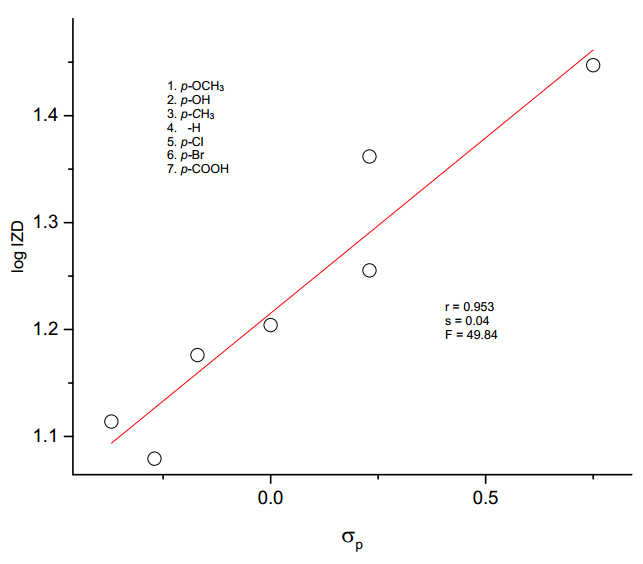 1. p-OCH₃
2. p-OH
3. p-CH₃
4. -H
5. p-Cl
6. p-Br
7. p-COOH
1.4
1.3
log IZD
r = 0.953
s = 0.04
1.2
F = 49.84
1.1
0.0
0.5
σp